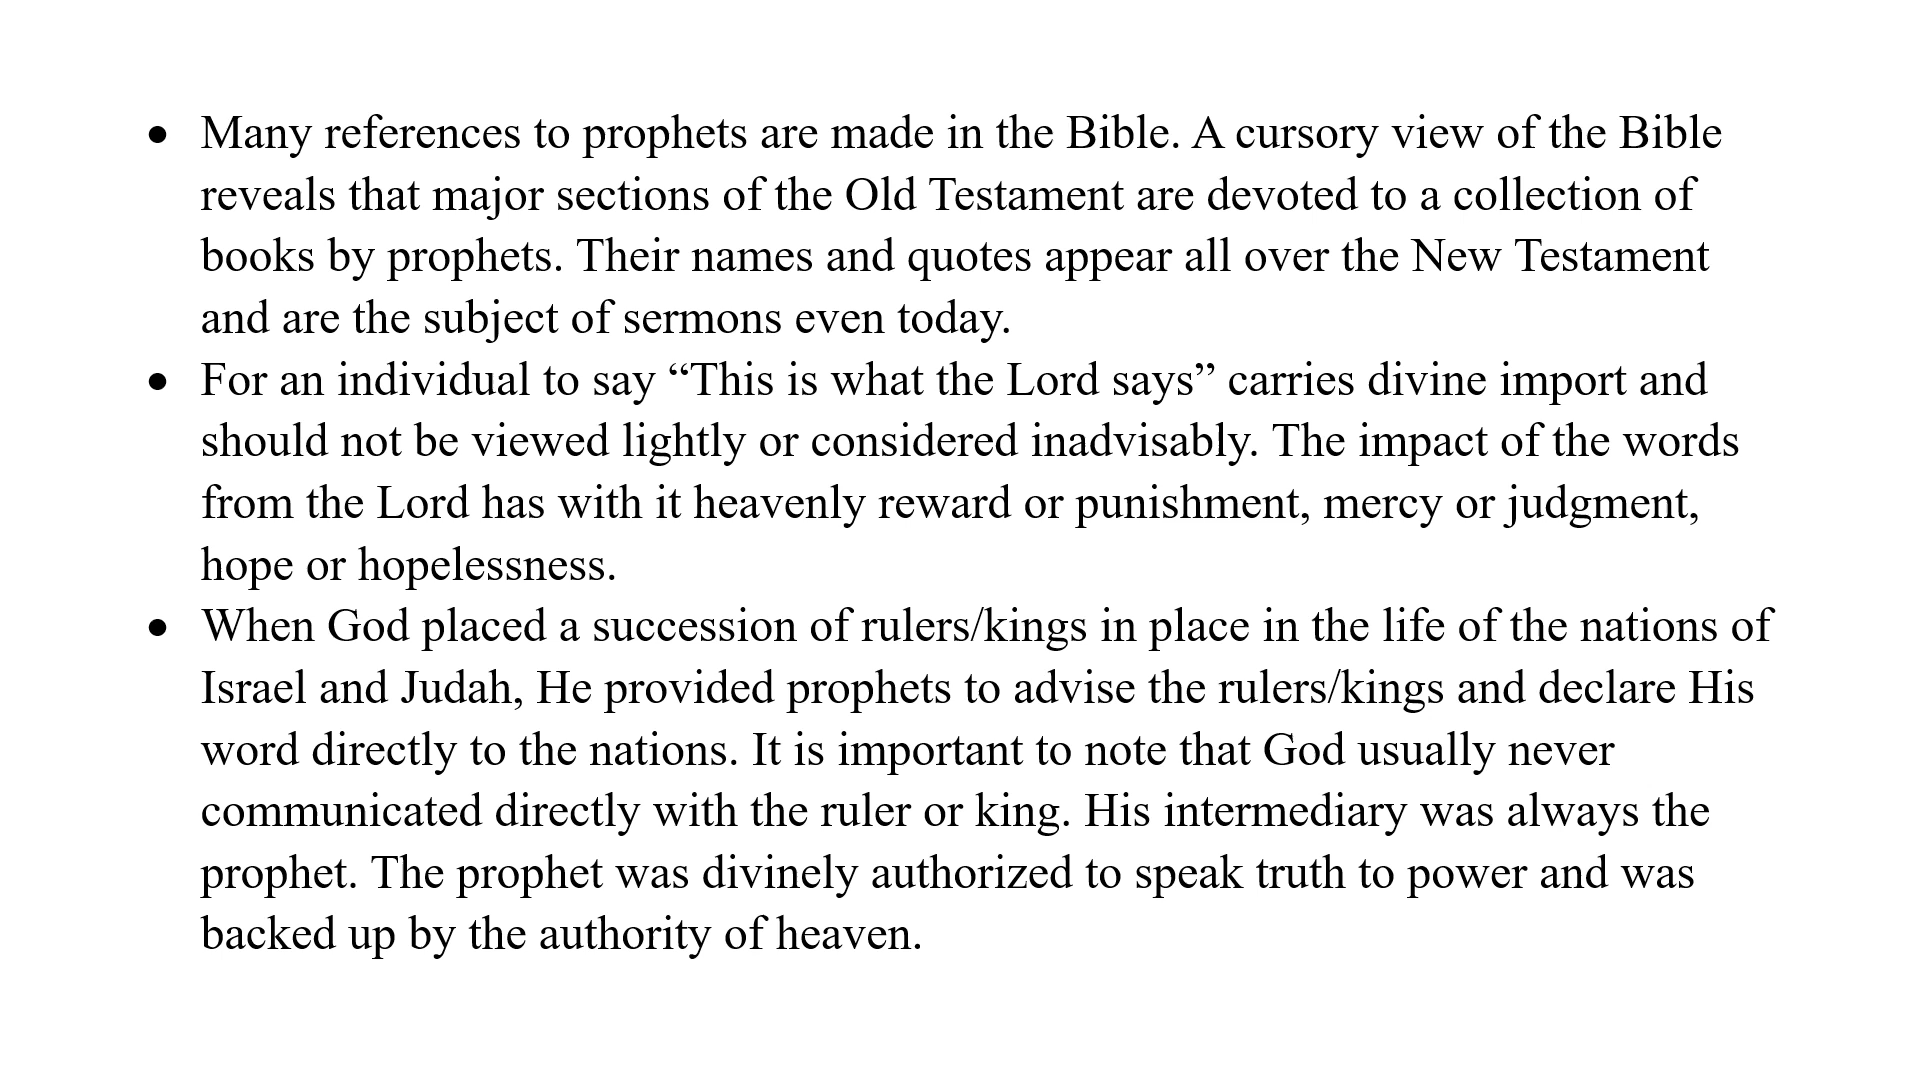 • Many references to prophets are made in the Bible. A cursory view of the Bible
reveals that major sections of the Old Testament are devoted to a collection of
books by prophets. Their names and quotes appear all over the New Testament
and are the subject of sermons even today.
• For an individual to say “This is what the Lord says” carries divine import and
should not be viewed lightly or considered inadvisably. The impact of the words
from the Lord has with it heavenly reward or punishment, mercy or judgment,
hope or hopelessness.
• When God placed a succession of rulers/kings in place in the life of the nations of
Israel and Judah, He provided prophets to advise the rulers/kings and declare His
word directly to the nations. It is important to note that God usually never
communicated directly with the ruler or king. His intermediary was always the
prophet. The prophet was divinely authorized to speak truth to power and was
backed up by the authority of heaven.